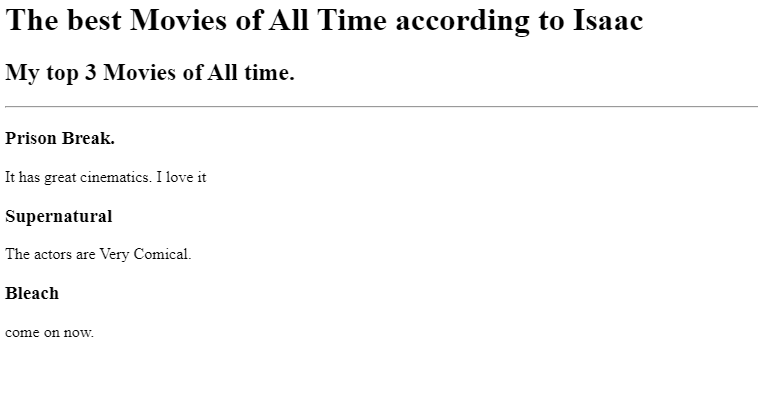 The best Movies of All Time according to Isaac
My top 3 Movies of All time.
Prison Break.
It has great cinematics. I love it
Supernatural
The actors are Very Comical.
Bleach
come on now.